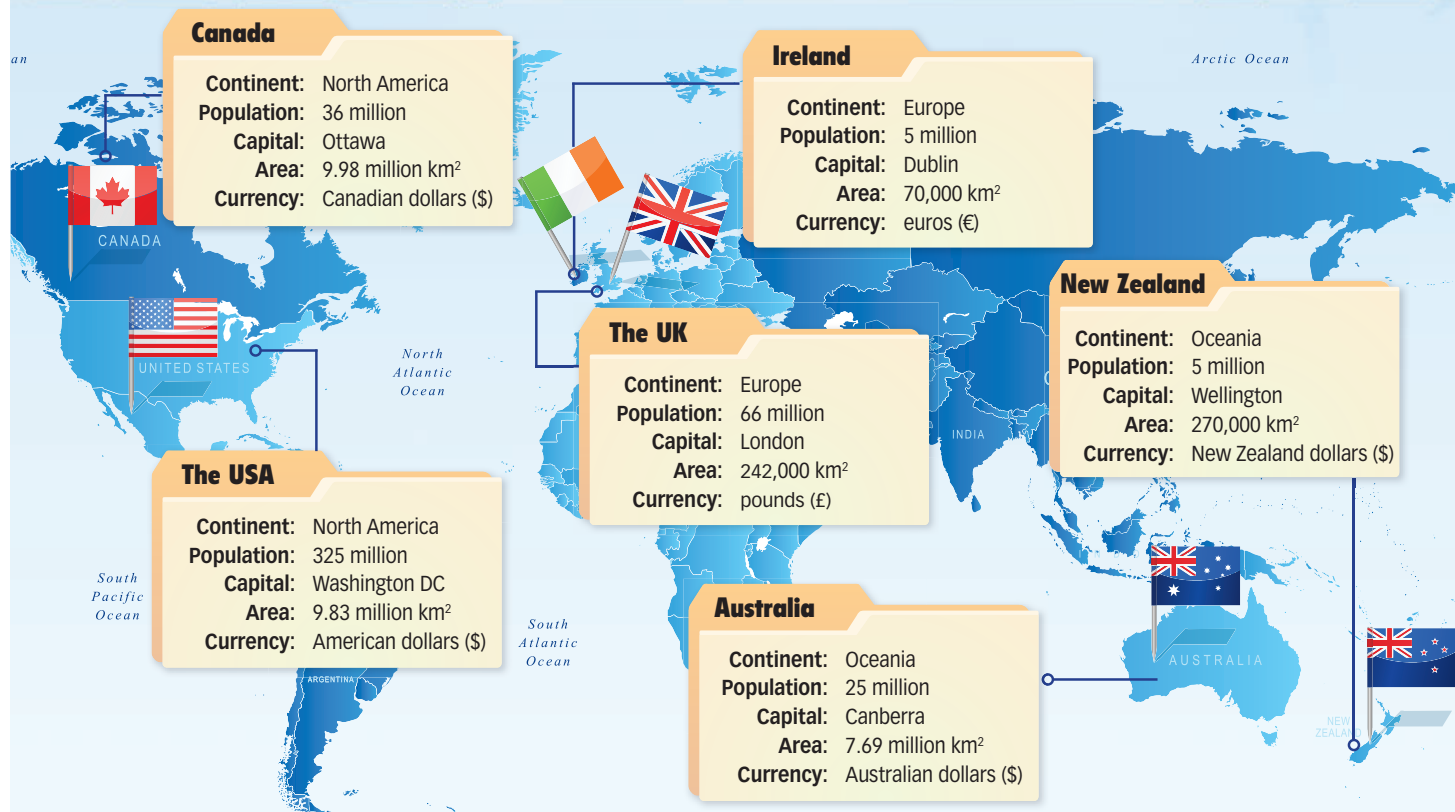 an
Canada
Continent: North America
Population: 36 million
Capital: Ottawa
Area: 9.98 million km²
Currency: Canadian dollars ($)
Ireland
Continent: Europe
Population: 5 million
Capital: Dublin
Area: 70,000 km²
Currency: euros (€)
Arctic Ocean
CANADA
UNITED STATES
North
Atlantic
Ocean
The UK
Continent: Europe
Population: 66 million
Capital: London
Area: 242,000 km²
Currency: pounds (£)
INDIA
New Zealand
Continent: Oceania
Population: 5 million
Capital: Wellington
Area: 270,000 km²
Currency: New Zealand dollars ($)
The USA
Continent: North America
Population: 325 million
Capital: Washington DC
Area: 9.83 million km²
Currency: American dollars ($)
South
Pacific
Ocean
South
Atlantic
Ocean
ARGENTINA
Australia
Continent: Oceania
Population: 25 million
Capital: Canberra
Area: 7.69 million km²
Currency: Australian dollars ($)
AUSTRALIA
NEW
ZEALAND